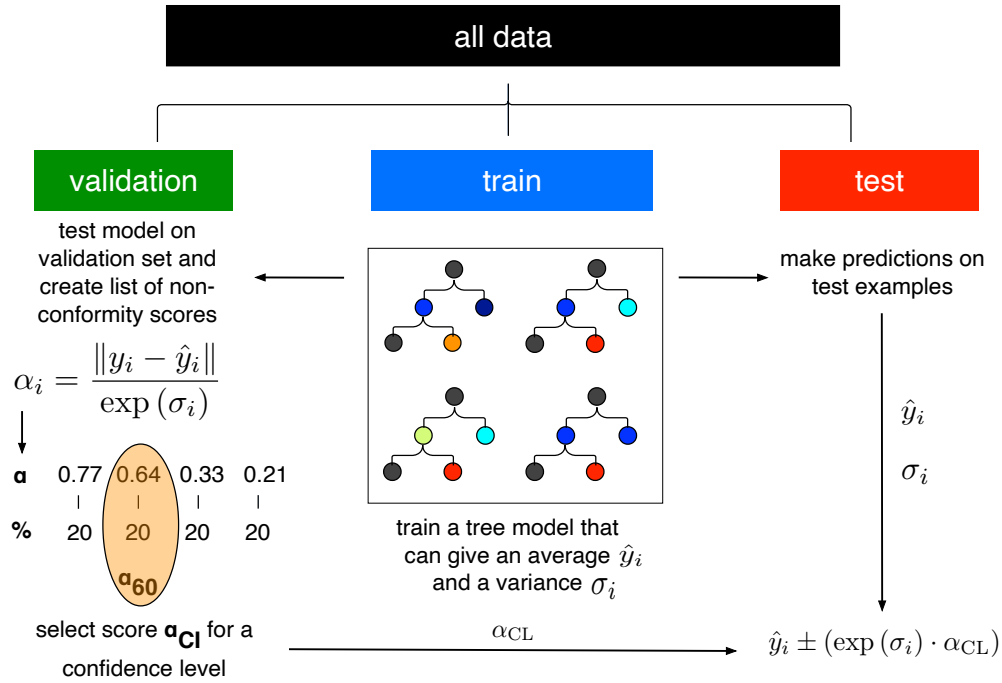 all data
validation
train
test
test model on
validation set and
create list of non-
conformity scores
αᵢ = ‖yᵢ − ŷᵢ‖ / exp (σᵢ)
ɑ 0.77 0.64 0.33 0.21
% 20 20 20 20
ɑ60
select score ɑCI for a
confidence level
train a tree model that
can give an average ŷᵢ
and a variance σᵢ
αCL
make predictions on
test examples
ŷᵢ
σᵢ
ŷᵢ ± (exp (σᵢ) · αCL)